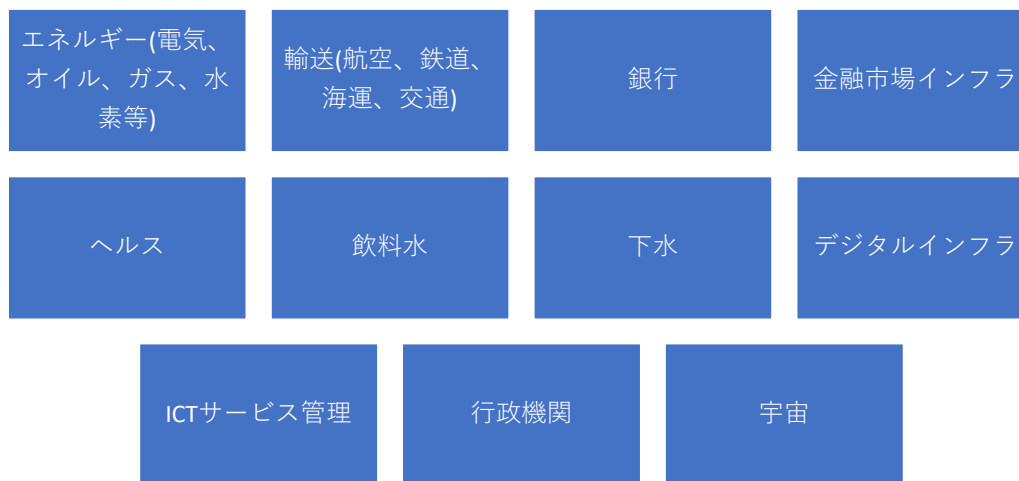 エネルギー(電気、
オイル、ガス、水
素等)
輸送(航空、鉄道、
海運、交通)
銀行
金融市場インフラ
ヘルス
飲料水
下水
デジタルインフラ
ICTサービス管理
行政機関
宇宙